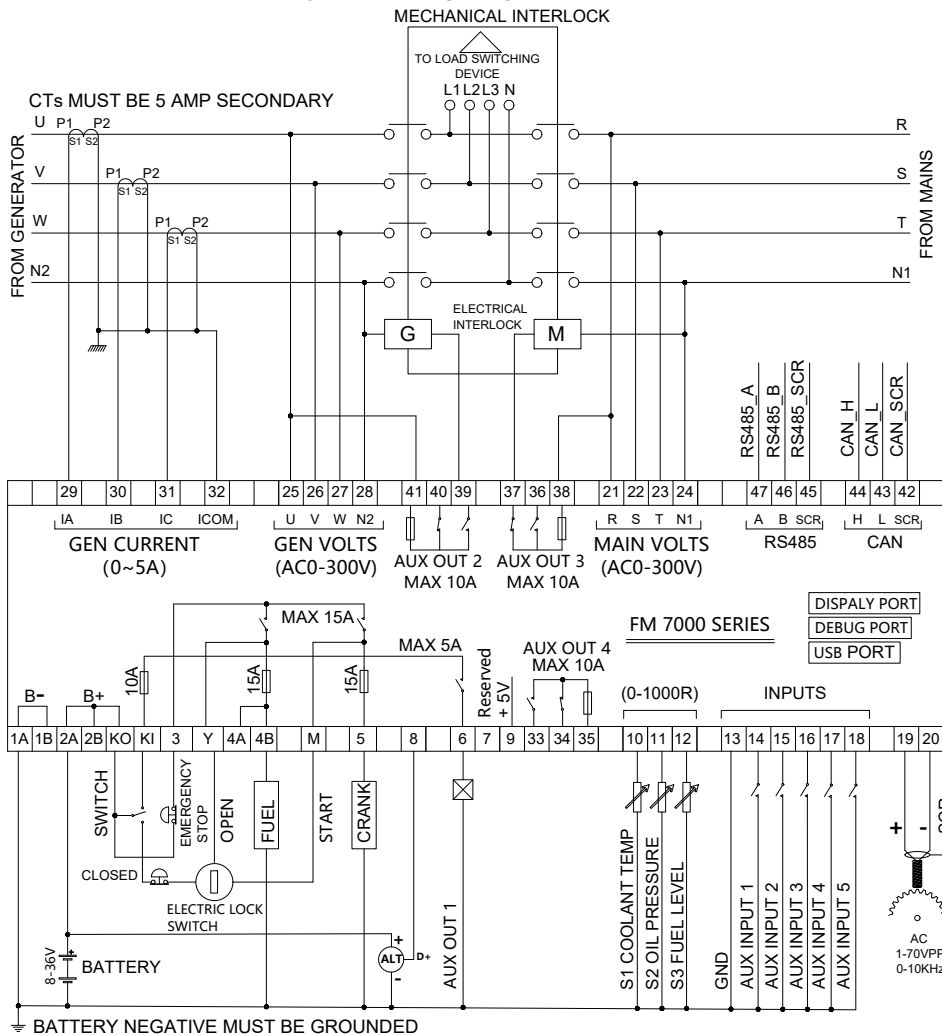 MECHANICAL INTERLOCK
TO LOAD SWITCHING
DEVICE
L1 L2 L3 N
CTs MUST BE 5 AMP SECONDARY
U P1 P2
S1 S2
R
V P1 P2
S1 S2
S
W P1 P2
S1 S2
T
N2
N1
FROM GENERATOR
FROM MAINS
ELECTRICAL
INTERLOCK
G
M
RS485_A
RS485_B
RS485_SCR
CAN_H
CAN_L
CAN_SCR
29 30 31 32 25 26 27 28 41 40 39 37 36 38 21 22 23 24 47 46 45 44 43 42
IA IB IC ICOM U V W N2 R S T N1 A B SCR H L SCR
GEN CURRENT
(0~5A)
GEN VOLTS
(AC0-300V)
AUX OUT 2
MAX 10A
AUX OUT 3
MAX 10A
MAIN VOLTS
(AC0-300V)
RS485
CAN
MAX 15A
MAX 5A
FM 7000 SERIES
DISPALY PORT
DEBUG PORT
USB PORT
10A
15A
15A
Reserved
+ 5V
AUX OUT 4
MAX 10A
(0-1000R)
INPUTS
B-
B+
1A 1B 2A 2B KO KI 3 Y 4A 4B M 5 8 6 7 9 33 34 35 10 11 12 13 14 15 16 17 18 19 20
SWITCH
EMERGENCY
STOP
OPEN
FUEL
START
CRANK
CLOSED
ELECTRIC LOCK
SWITCH
8-36V
+
-
BATTERY
+
ALT
D+
-
AUX OUT 1
S1 COOLANT TEMP
S2 OIL PRESSURE
S3 FUEL LEVEL
GND
AUX INPUT 1
AUX INPUT 2
AUX INPUT 3
AUX INPUT 4
AUX INPUT 5
+ -
AC
0-10KHz
BATTERY NEGATIVE MUST BE GROUNDED